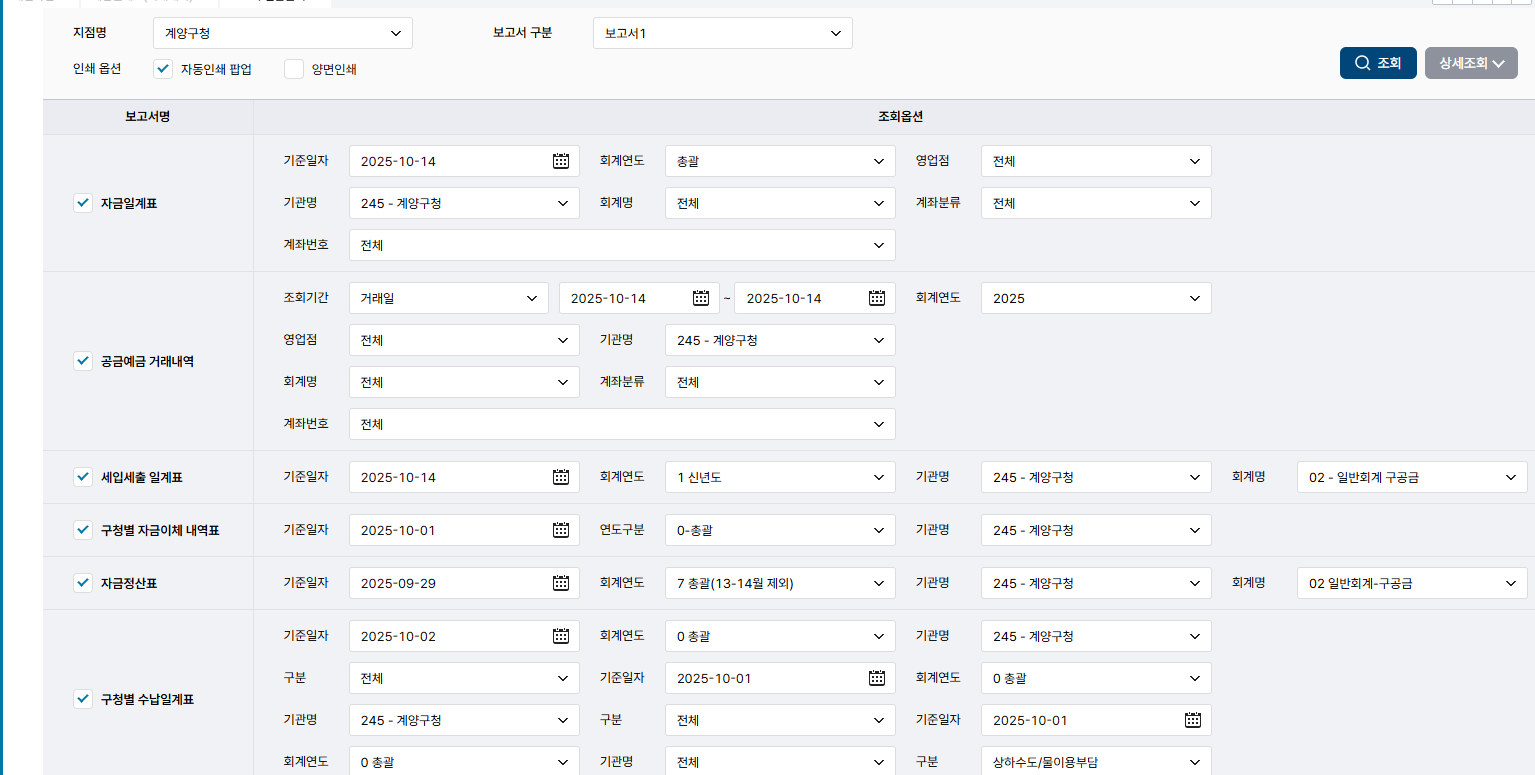 지점명 계양구청 보고서 구분 보고서1
인쇄 옵션 자동인쇄 팝업 양면인쇄 조회 상세조회
보고서명 조회옵션
자금일계표
기준일자 2025-10-14 회계연도 총괄 영업점 전체
기관명 245 - 계양구청 회계명 전체 계좌분류 전체
계좌번호 전체
공금예금 거래내역
조회기간 거래일 2025-10-14 ~ 2025-10-14 회계연도 2025
영업점 전체 기관명 245 - 계양구청
회계명 전체 계좌분류 전체
계좌번호 전체
세입세출 일계표 기준일자 2025-10-14 회계연도 1 신년도 기관명 245 - 계양구청 회계명 02 - 일반회계 구공금
구청별 자금이체 내역표 기준일자 2025-10-01 연도구분 0-총괄 기관명 245 - 계양구청
자금정산표 기준일자 2025-09-29 회계연도 7 총괄(13-14월 제외) 기관명 245 - 계양구청 회계명 02 일반회계-구공금
구청별 수납일계표
기준일자 2025-10-02 회계연도 0 총괄 기관명 245 - 계양구청
구분 전체 기준일자 2025-10-01 회계연도 0 총괄
기관명 245 - 계양구청 구분 전체 기준일자 2025-10-01
회계연도 0 총괄 기관명 전체 구분 상하수도/물이용부담